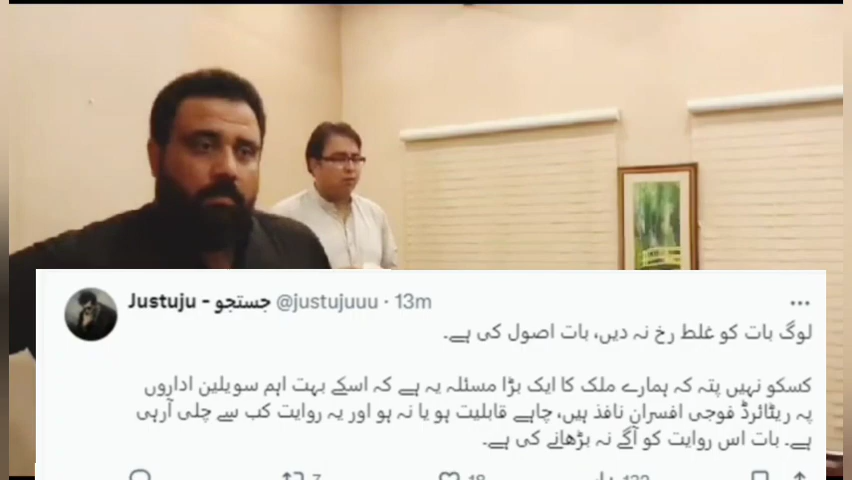 Justuju - جستجو @justujuuu · 13m
لوگ بات کو غلط رخ نہ دیں، بات اصول کی ہے۔
کسکو نہیں پتہ کہ ہمارے ملک کا ایک بڑا مسئلہ یہ ہے کہ اسکے بہت اہم سویلین اداروں
پہ ریٹائرڈ فوجی افسران نافذ ہیں، چاہے قابلیت ہو یا نہ ہو اور یہ روایت کب سے چلی آرہی
ہے۔ بات اس روایت کو آگے نہ بڑھانے کی ہے۔